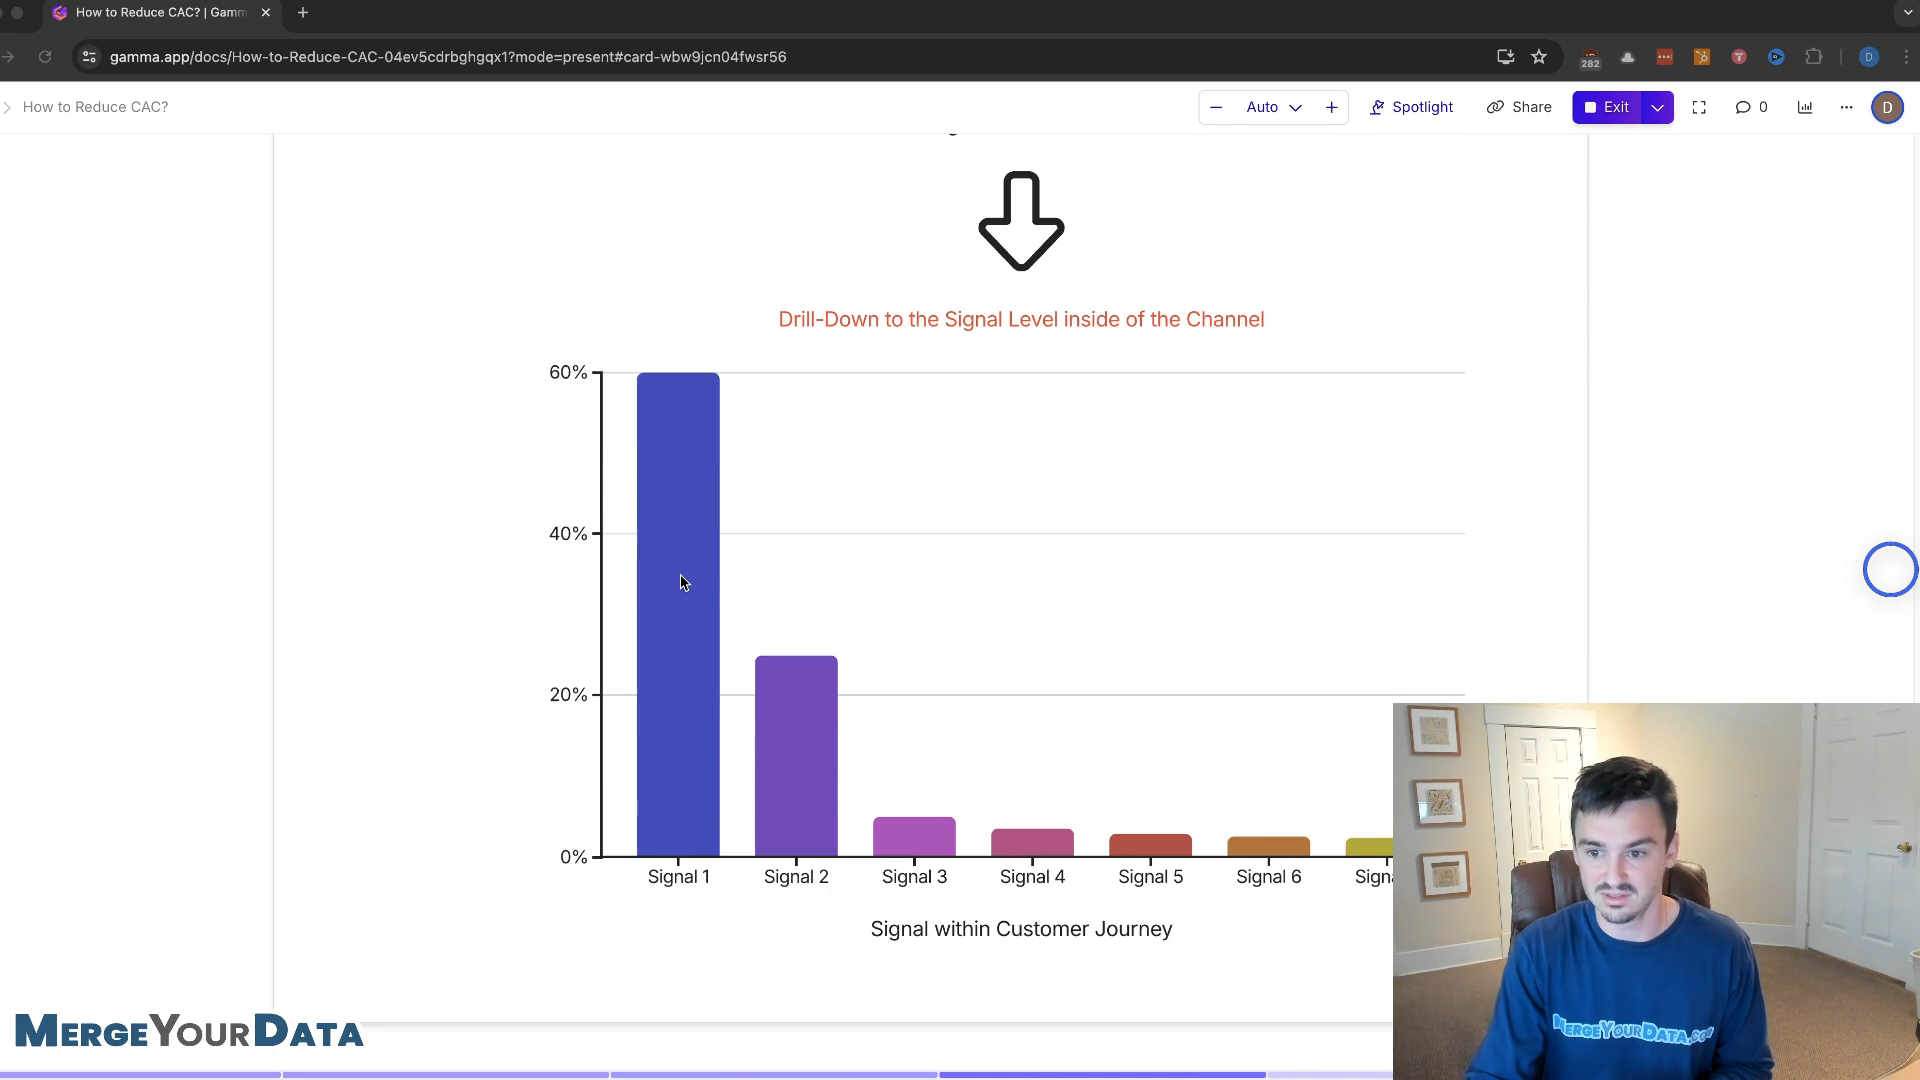 How to Reduce CAC? | Gamm
gamma.app/docs/How-to-Reduce-CAC-04ev5cdrbghgqx1?mode=present#card-wbw9jcn04fwsr56
282
D
How to Reduce CAC?
Auto
Spotlight
Share
Exit
0
D
Drill-Down to the Signal Level inside of the Channel
60%
40%
20%
0%
Signal 1 Signal 2 Signal 3 Signal 4 Signal 5 Signal 6 Signa
Signal within Customer Journey
MERGEYOURDATA
MERGEYOURDATA.CO